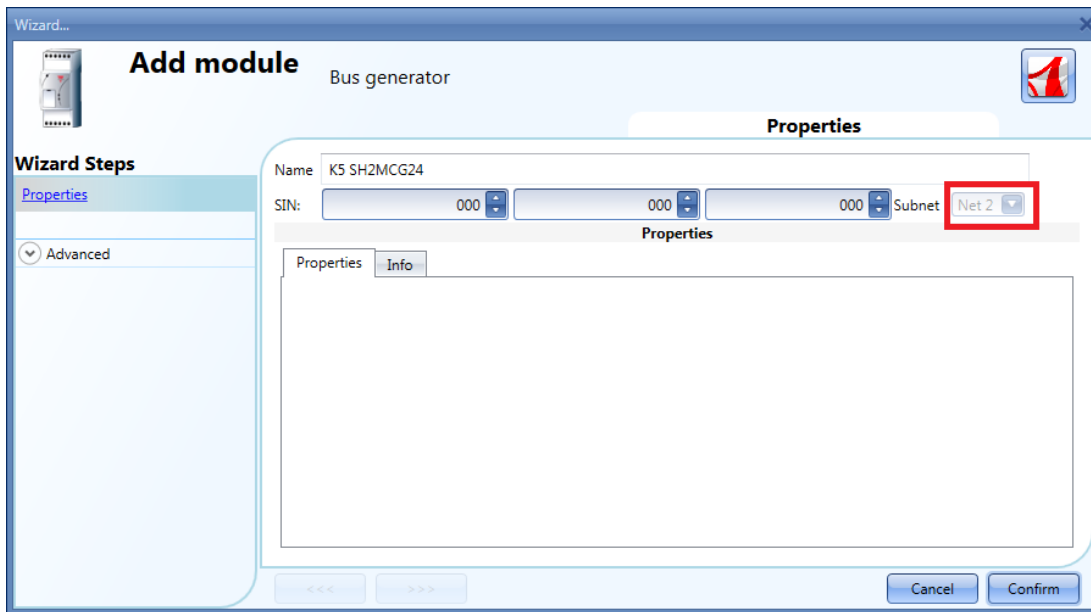 Wizard...
Add module
Bus generator
Properties
Wizard Steps
Properties
Advanced
Name K5 SH2MCG24
SIN: 000 000 000 Subnet Net 2
Properties
Properties Info
<<< >>> Cancel Confirm